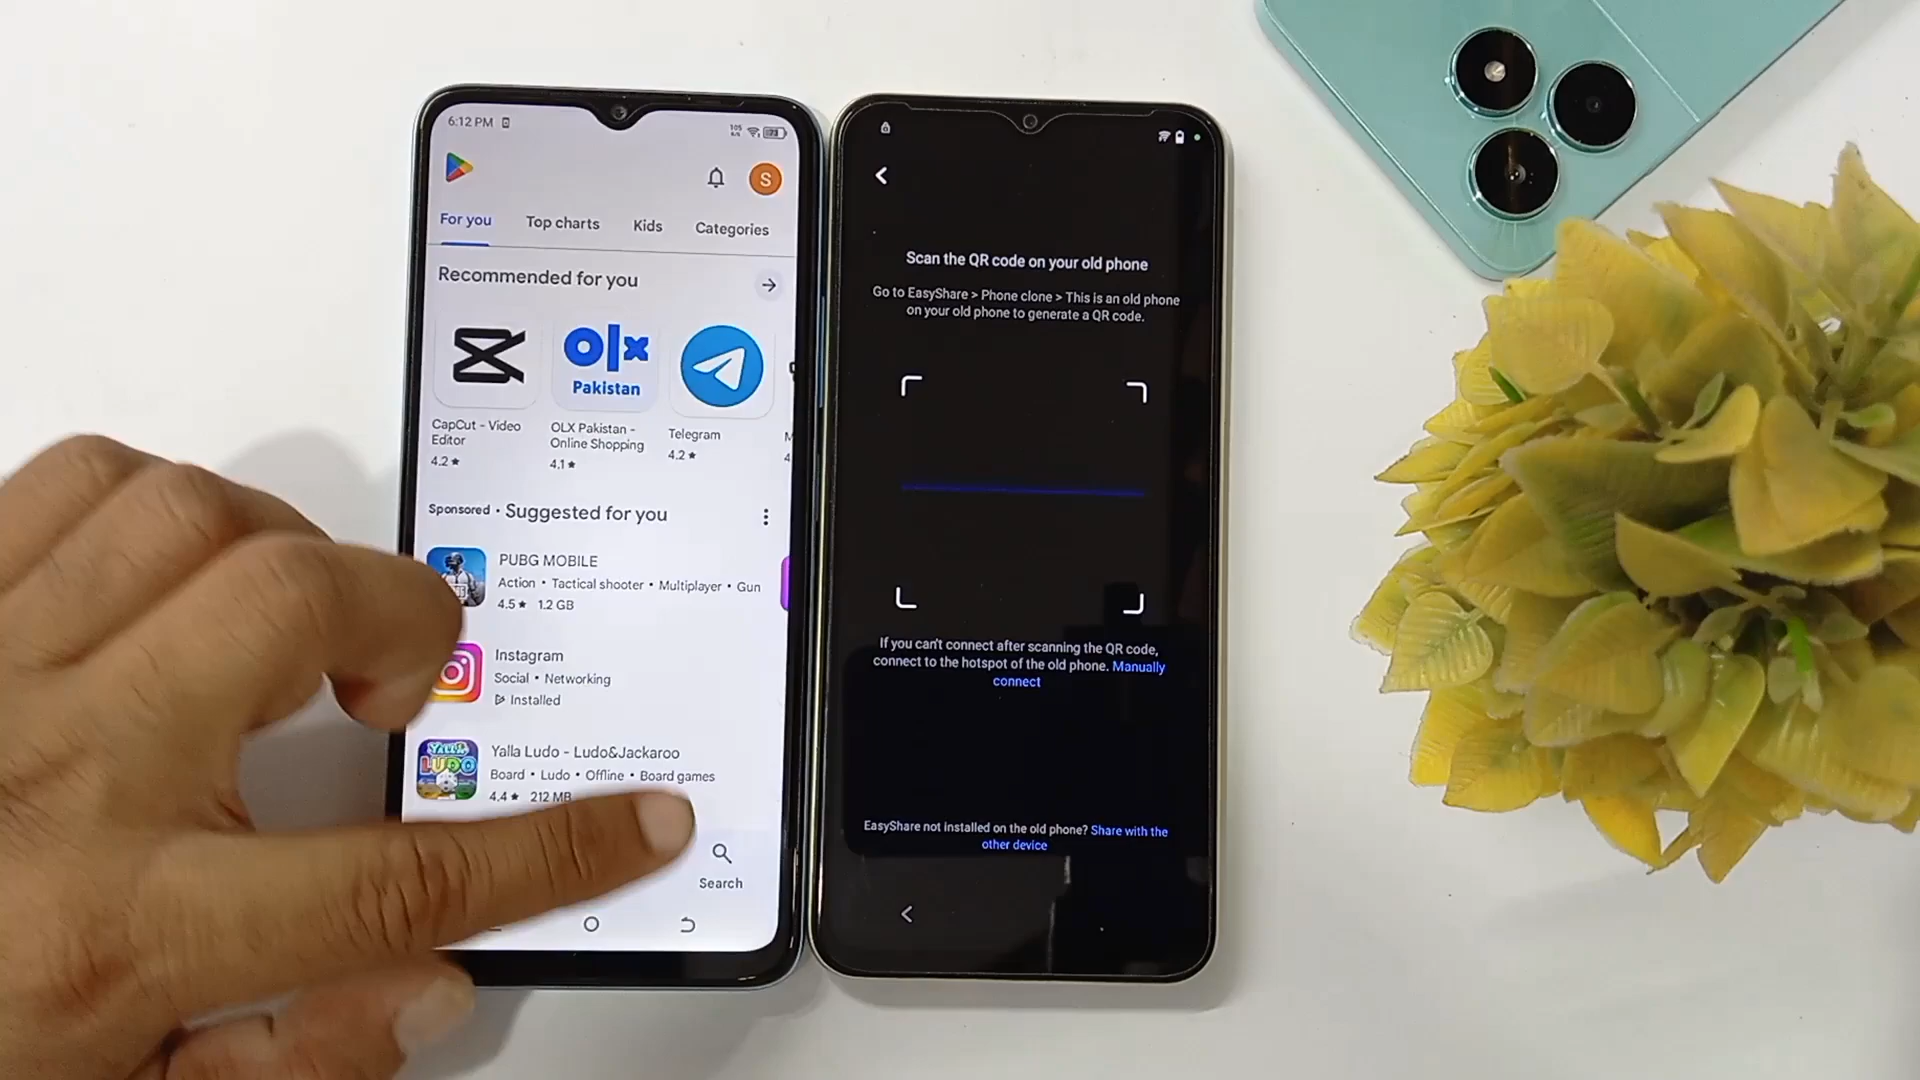 6:12 PM
S
For you Top charts Kids Categories
Recommended for you
olx
Pakistan
CapCut - Video
Editor
4.2★
OLX Pakistan -
Online Shopping
4.1★
Telegram
4.2★
M
4
Sponsored • Suggested for you
PUBG MOBILE
Action • Tactical shooter • Multiplayer • Gun
4.5★ 1.2 GB
Instagram
Social • Networking
Installed
YALLA
LUDO
Yalla Ludo - Ludo&Jackaroo
Board • Ludo • Offline • Board games
4.4★ 212 MB
Search
Scan the QR code on your old phone
Go to EasyShare > Phone clone > This is an old phone
on your old phone to generate a QR code.
If you can't connect after scanning the QR code,
connect to the hotspot of the old phone. Manually
connect
EasyShare not installed on the old phone? Share with the
other device